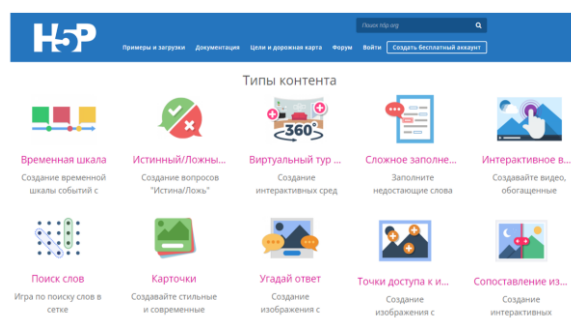 H5P
Поиск h5p.org
Примеры и загрузки Документация Цели и дорожная карта Форум Войти Создать бесплатный аккаунт
Типы контента
360°
Временная шкала Истинный/Ложны... Виртуальный тур ... Сложное заполне... Интерактивное в...
Создание временной Создание вопросов Создание Заполните Создавайте видео,
шкалы событий с "Истина/Ложь" интерактивных сред недостающие слова обогащенные
Поиск слов Карточки Угадай ответ Точки доступа к и... Сопоставление из...
Игра по поиску слов в Создавайте стильные Создание Создание Создание
сетке и современные изображения с изображения с интерактивных